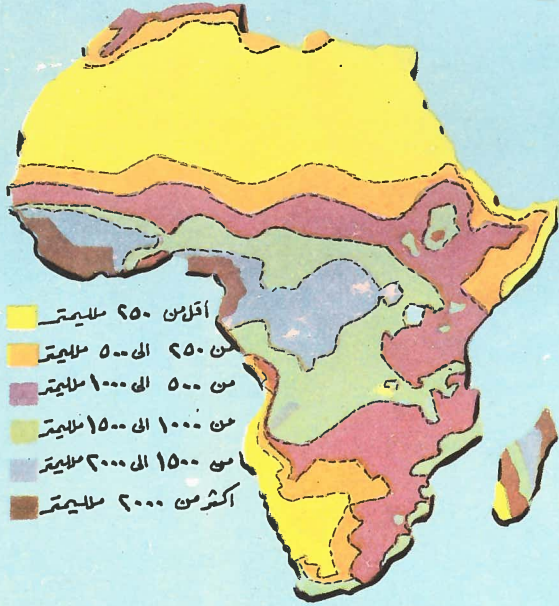 أقل من ٢٥٠ ملليمتر
من ٢٥٠ الى ٥٠٠ ملليمتر
من ٥٠٠ الى ١٠٠٠ ملليمتر
من ١٠٠٠ الى ١٥٠٠ ملليمتر
من ١٥٠٠ الى ٢٠٠٠ ملليمتر
اكثر من ٢٠٠٠ ملليمتر